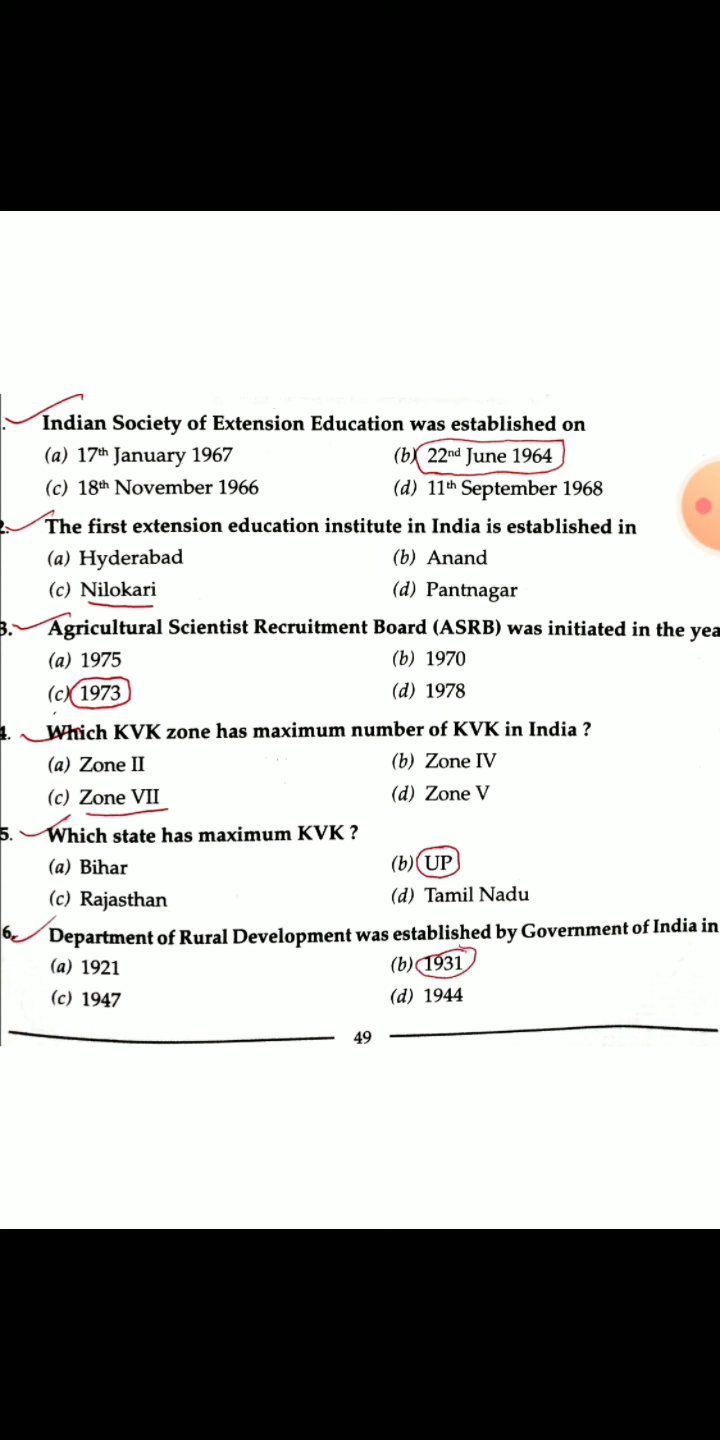 . Indian Society of Extension Education was established on
(a) 17th January 1967 (b) 22nd June 1964
(c) 18th November 1966 (d) 11th September 1968
2. The first extension education institute in India is established in
(a) Hyderabad (b) Anand
(c) Nilokari (d) Pantnagar
3. Agricultural Scientist Recruitment Board (ASRB) was initiated in the yea
(a) 1975 (b) 1970
(c) 1973 (d) 1978
4. Which KVK zone has maximum number of KVK in India ?
(a) Zone II (b) Zone IV
(c) Zone VII (d) Zone V
5. Which state has maximum KVK ?
(a) Bihar (b) UP
(c) Rajasthan (d) Tamil Nadu
6. Department of Rural Development was established by Government of India in
(a) 1921 (b) 1931
(c) 1947 (d) 1944
49